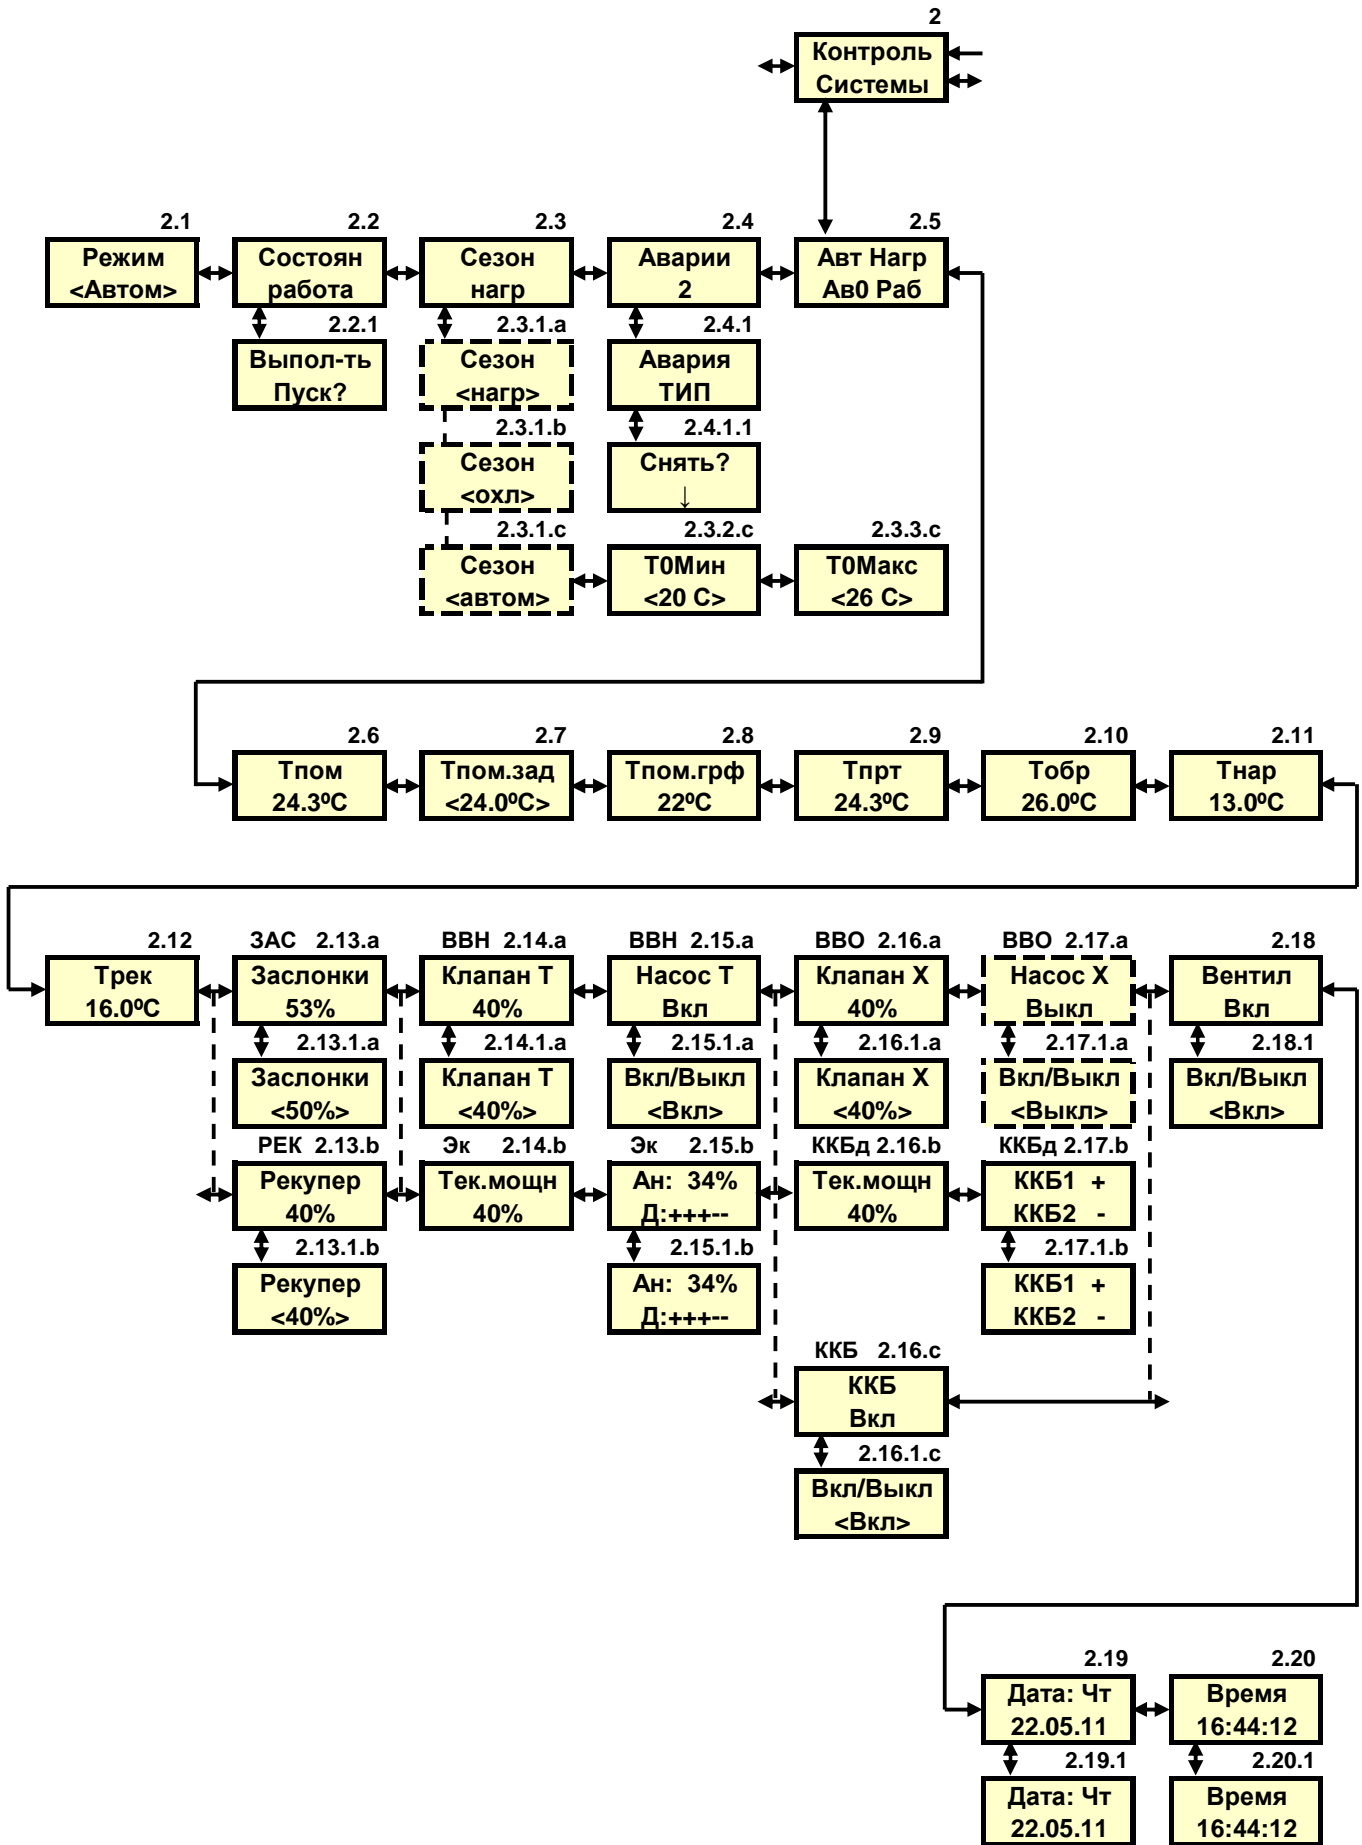 2
Контроль
Системы
2.1 2.2 2.3 2.4 2.5
Режим Состоян Сезон Аварии Авт Нагр
<Автом> работа нагр 2 Ав0 Раб
2.2.1 2.3.1.a 2.4.1
Выпол-ть Сезон Авария
Пуск? <нагр> ТИП
2.3.1.b 2.4.1.1
Сезон Снять?
<охл> ↓
2.3.1.c 2.3.2.c 2.3.3.c
Сезон Т0Мин Т0Макс
<автом> <20 С> <26 С>
2.6 2.7 2.8 2.9 2.10 2.11
Тпом Тпом.зад Тпом.грф Тпрт Тобр Тнар
24.3ºС <24.0ºС> 22ºС 24.3ºС 26.0ºС 13.0ºС
2.12 ЗАС 2.13.a ВВН 2.14.a ВВН 2.15.a ВВО 2.16.a ВВО 2.17.a 2.18
Трек Заслонки Клапан Т Насос Т Клапан Х Насос Х Вентил
16.0ºС 53% 40% Вкл 40% Выкл Вкл
2.13.1.a 2.14.1.a 2.15.1.a 2.16.1.a 2.17.1.a 2.18.1
Заслонки Клапан Т Вкл/Выкл Клапан Х Вкл/Выкл Вкл/Выкл
<50%> <40%> <Вкл> <40%> <Выкл> <Вкл>
РЕК 2.13.b Эк 2.14.b Эк 2.15.b ККБд 2.16.b ККБд 2.17.b
Рекупер Тек.мощн Ан: 34% Тек.мощн ККБ1 +
40% 40% Д:+++-- 40% ККБ2 -
2.13.1.b 2.15.1.b 2.17.1.b
Рекупер Ан: 34% ККБ1 +
<40%> Д:+++-- ККБ2 -
ККБ 2.16.c
ККБ
Вкл
2.16.1.c
Вкл/Выкл
<Вкл>
2.19 2.20
Дата: Чт Время
22.05.11 16:44:12
2.19.1 2.20.1
Дата: Чт Время
22.05.11 16:44:12